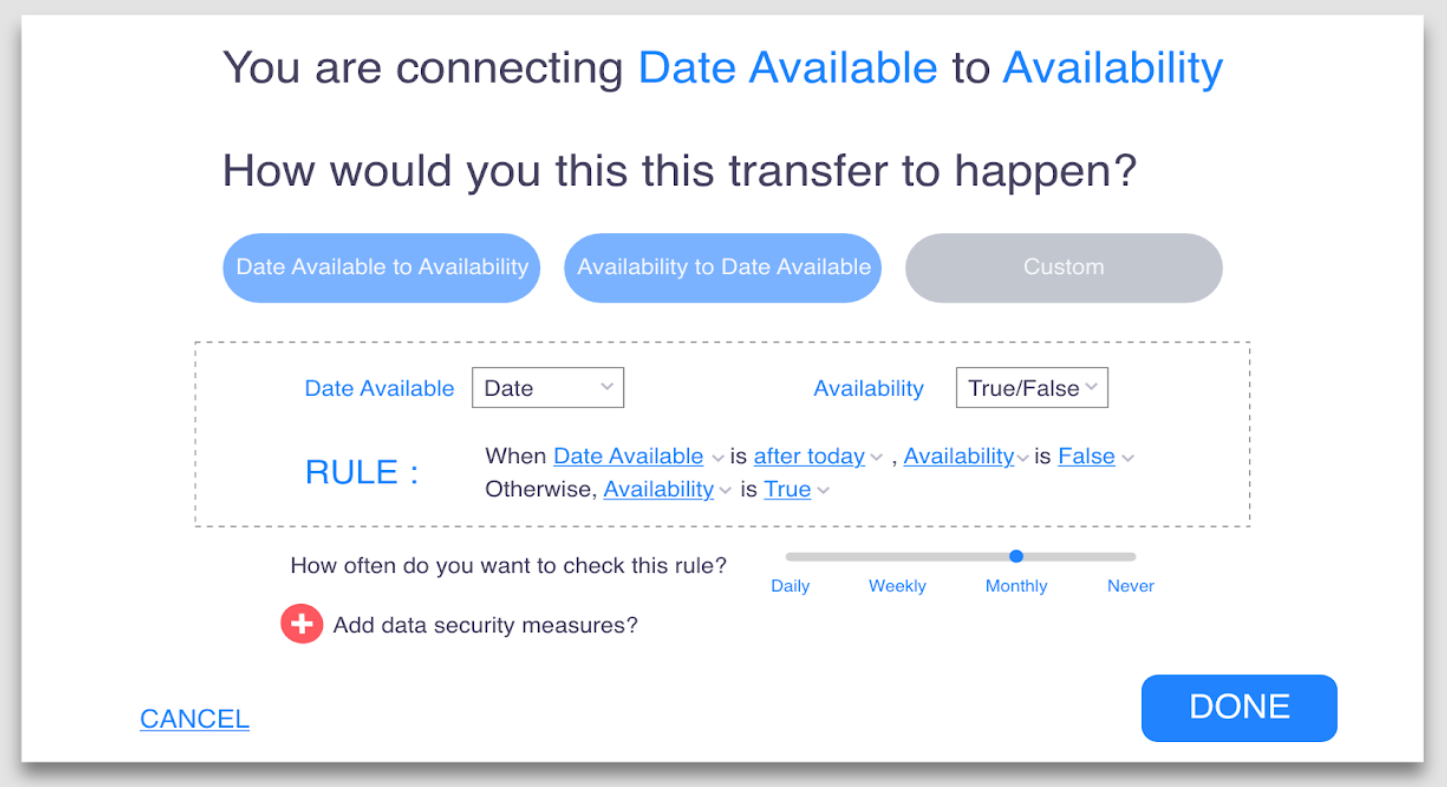 You are connecting Date Available to Availability
How would you this this transfer to happen?
Date Available to Availability
Availability to Date Available
Custom
Date Available Date
Availability True/False
RULE :
When Date Available is after today , Availability is False
Otherwise, Availability is True
How often do you want to check this rule?
Daily Weekly Monthly Never
Add data security measures?
CANCEL
DONE